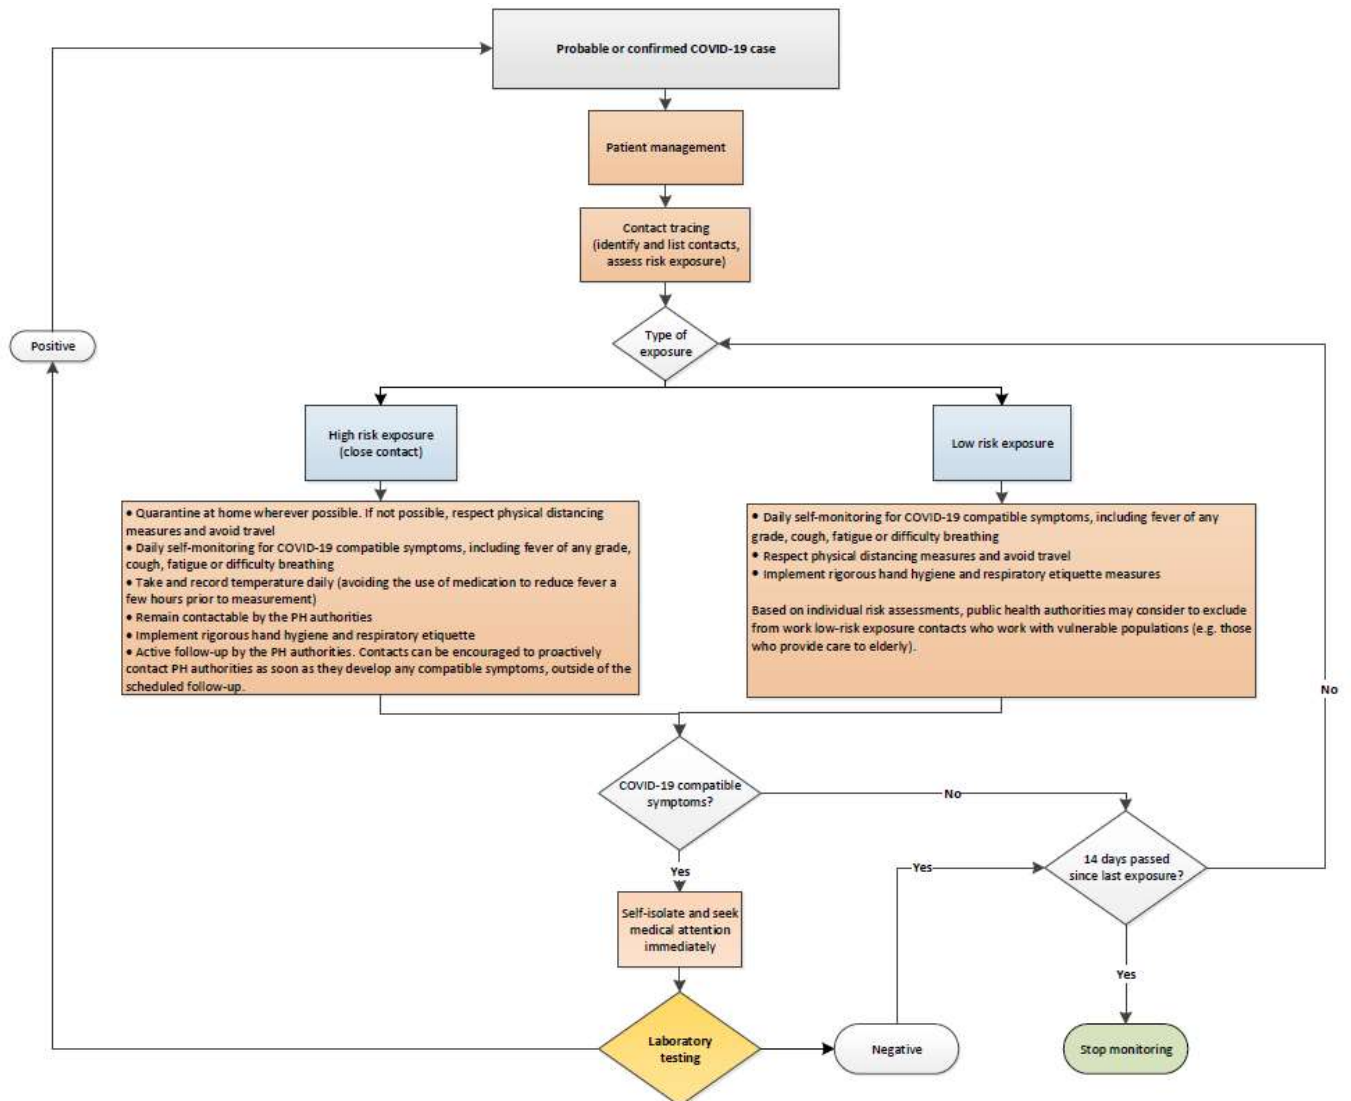 Probable or confirmed COVID-19 case
Patient management
Contact tracing
(identify and list contacts,
assess risk exposure)
Type of
exposure
Positive
High risk exposure
(close contact)
Low risk exposure
• Quarantine at home wherever possible. If not possible, respect physical distancing
measures and avoid travel
• Daily self-monitoring for COVID-19 compatible symptoms, including fever of any grade,
cough, fatigue or difficulty breathing
• Take and record temperature daily (avoiding the use of medication to reduce fever a
few hours prior to measurement)
• Remain contactable by the PH authorities
• Implement rigorous hand hygiene and respiratory etiquette
• Active follow-up by the PH authorities. Contacts can be encouraged to proactively
contact PH authorities as soon as they develop any compatible symptoms, outside of the
scheduled follow-up.
• Daily self-monitoring for COVID-19 compatible symptoms, including fever of any
grade, cough, fatigue or difficulty breathing
• Respect physical distancing measures and avoid travel
• Implement rigorous hand hygiene and respiratory etiquette measures
Based on individual risk assessments, public health authorities may consider to exclude
from work low-risk exposure contacts who work with vulnerable populations (e.g. those
who provide care to elderly).
No
COVID-19 compatible
symptoms?
No
14 days passed
since last exposure?
Yes
Yes
Self-isolate and seek
medical attention
immediately
Yes
Laboratory
testing
Negative
Stop monitoring